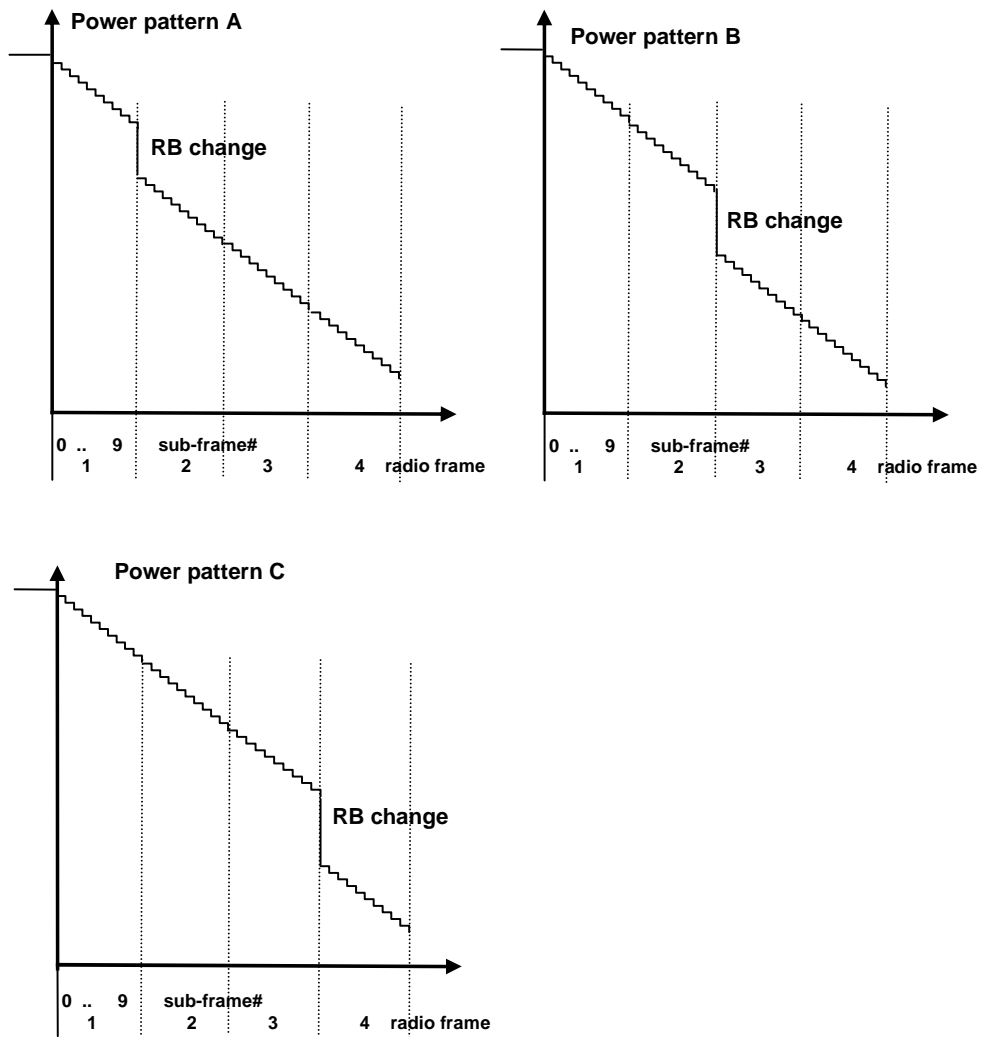 Power pattern A
RB change
0 .. 9 sub-frame#
1 2 3 4 radio frame
Power pattern B
RB change
0 .. 9 sub-frame#
1 2 3 4 radio frame
Power pattern C
RB change
0 .. 9 sub-frame#
1 2 3 4 radio frame